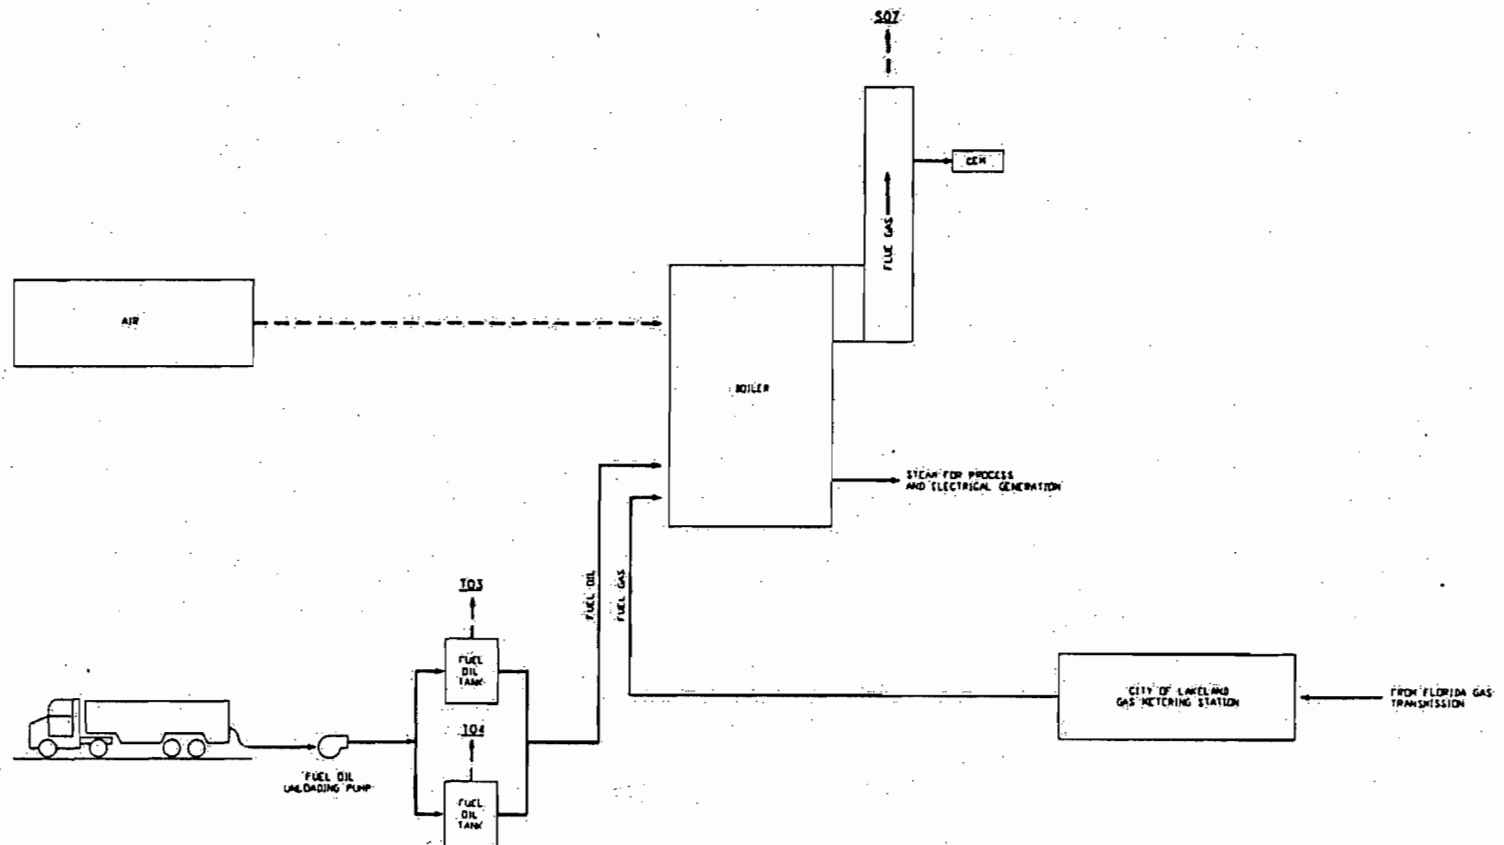 S07
CEM
FLUE GAS
AIR
BOILER
STEAM FOR PROCESS
AND ELECTRICAL GENERATION
FUEL OIL
FUEL GAS
T03
FUEL
OIL
TANK
CITY OF LAKELAND
GAS METERING STATION
FROM FLORIDA GAS
TRANSMISSION
T04
FUEL OIL
UNLOADING PUMP
FUEL
OIL
TANK